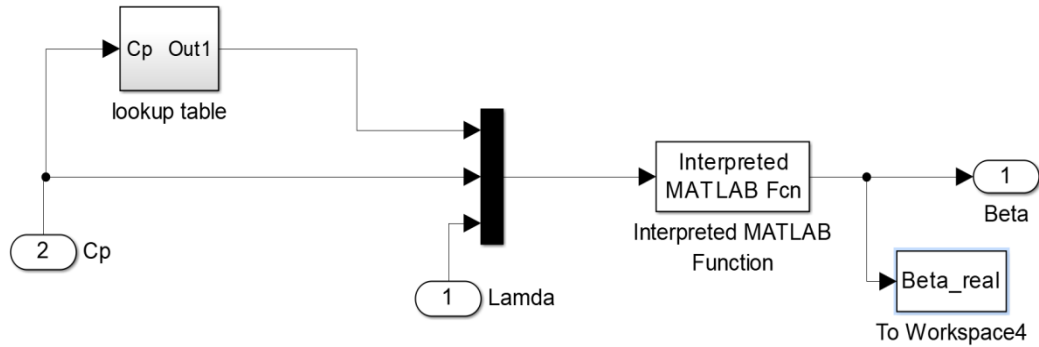 Cp Out1
lookup table
2
Cp
1
Lamda
Interpreted
MATLAB Fcn
Interpreted MATLAB
Function
1
Beta
Beta_real
To Workspace4